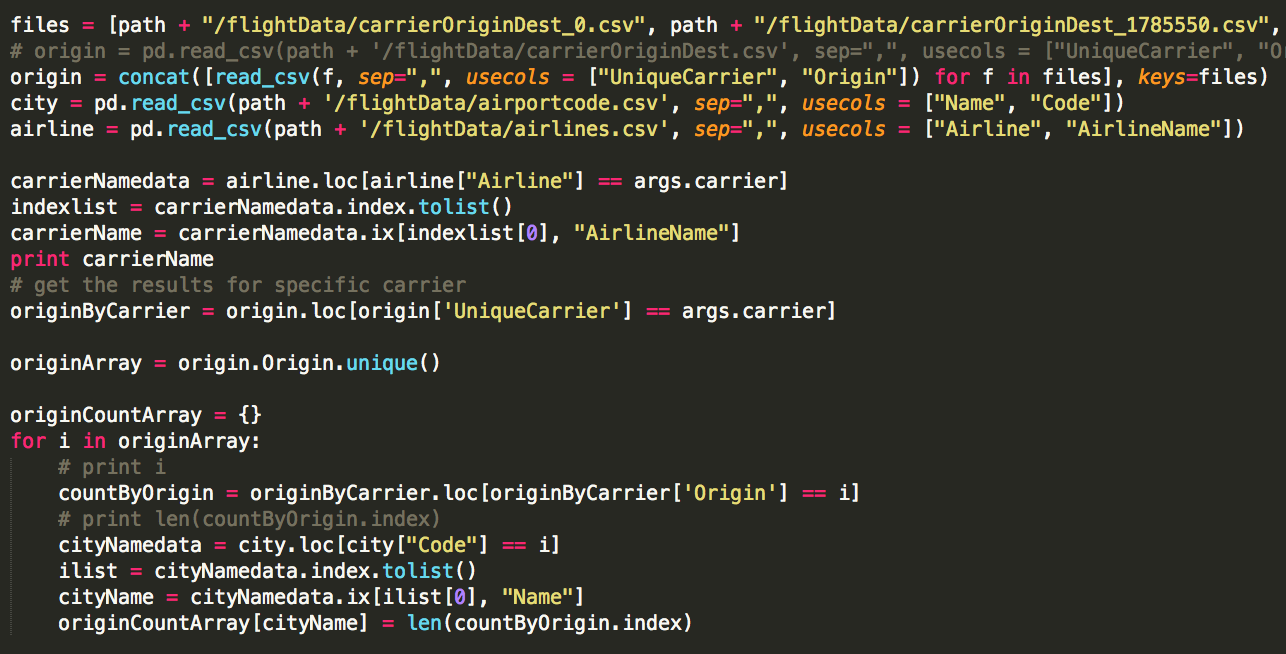 files = [path + "/flightData/carrierOriginDest_0.csv", path + "/flightData/carrierOriginDest_1785550.csv",
# origin = pd.read_csv(path + '/flightData/carrierOriginDest.csv', sep=",", usecols = ["UniqueCarrier", "O
origin = concat([read_csv(f, sep=",", usecols = ["UniqueCarrier", "Origin"]) for f in files], keys=files)
city = pd.read_csv(path + '/flightData/airportcode.csv', sep=",", usecols = ["Name", "Code"])
airline = pd.read_csv(path + '/flightData/airlines.csv', sep=",", usecols = ["Airline", "AirlineName"])

carrierNamedata = airline.loc[airline["Airline"] == args.carrier]
indexlist = carrierNamedata.index.tolist()
carrierName = carrierNamedata.ix[indexlist[0], "AirlineName"]
print carrierName
# get the results for specific carrier
originByCarrier = origin.loc[origin['UniqueCarrier'] == args.carrier]

originArray = origin.Origin.unique()

originCountArray = {}
for i in originArray:
    # print i
    countByOrigin = originByCarrier.loc[originByCarrier['Origin'] == i]
    # print len(countByOrigin.index)
    cityNamedata = city.loc[city["Code"] == i]
    ilist = cityNamedata.index.tolist()
    cityName = cityNamedata.ix[ilist[0], "Name"]
    originCountArray[cityName] = len(countByOrigin.index)